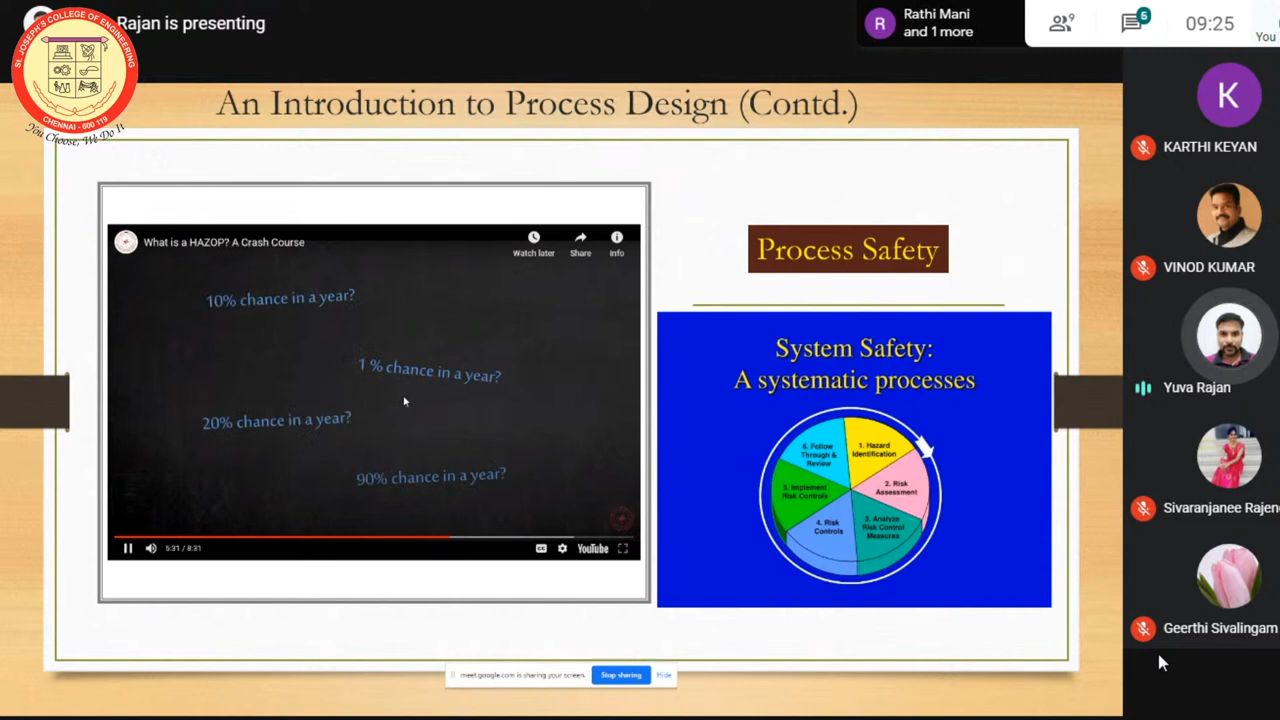 Rajan is presenting
Rathi Mani
and 1 more
R
9
6
09:25
You
ST. JOSEPH'S COLLEGE OF ENGINEERING
CHENNAI - 600 119
You Choose, We Do It
An Introduction to Process Design (Contd.)
What is a HAZOP? A Crash Course
Watch later
Share
Info
10% chance in a year?
1 % chance in a year?
20% chance in a year?
90% chance in a year?
5:31 / 8:31
CC
YouTube
Process Safety
System Safety:
A systematic processes
1. Hazard
Identification
2. Risk
Assessment
3. Analyze
Risk Control
Measures
4. Risk
Controls
5. Implement
Risk Controls
6. Follow
Through &
Review
meet.google.com is sharing your screen.
Stop sharing
Hide
K
KARTHI KEYAN
VINOD KUMAR
Yuva Rajan
Sivaranjanee Rajen
Geerthi Sivalingam